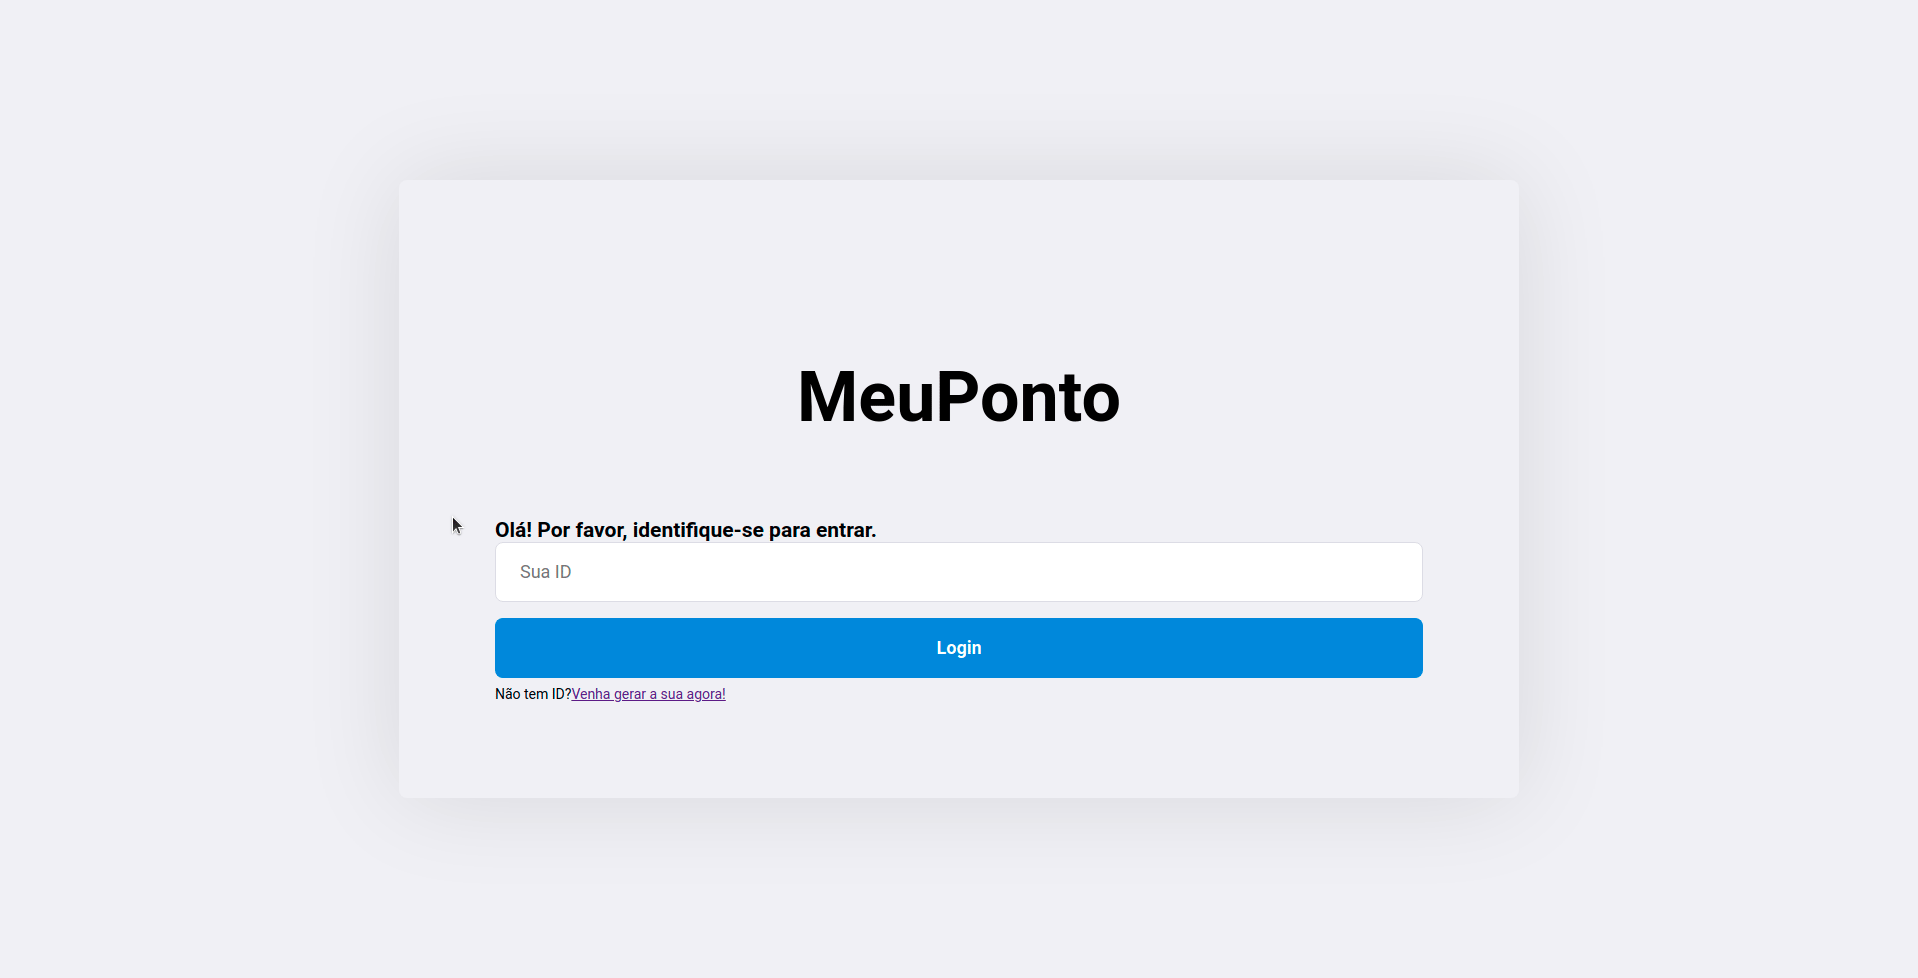 MeuPonto
Olá! Por favor, identifique-se para entrar.
Sua ID
Login
Não tem ID?Venha gerar a sua agora!